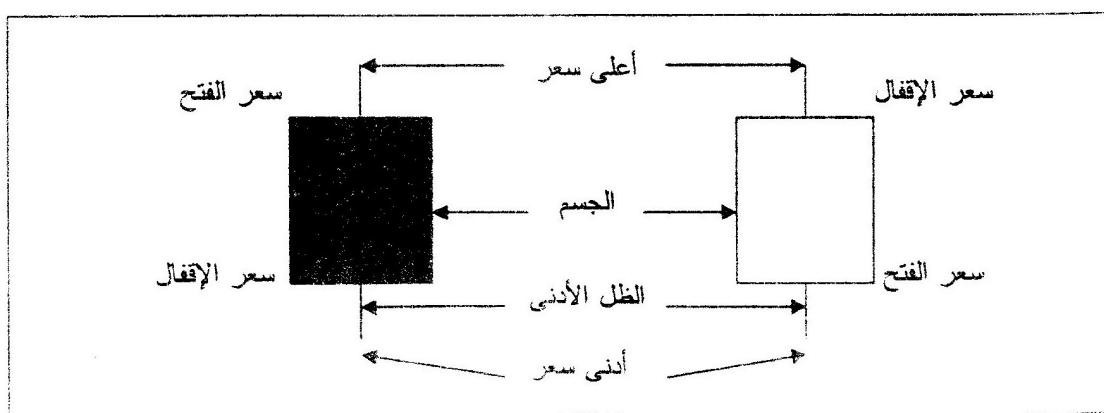 أعلى سعر
سعر الإقفال
سعر الفتح
الجسم
سعر الفتح
سعر الإقفال
الظل الأدنى
أدنى سعر